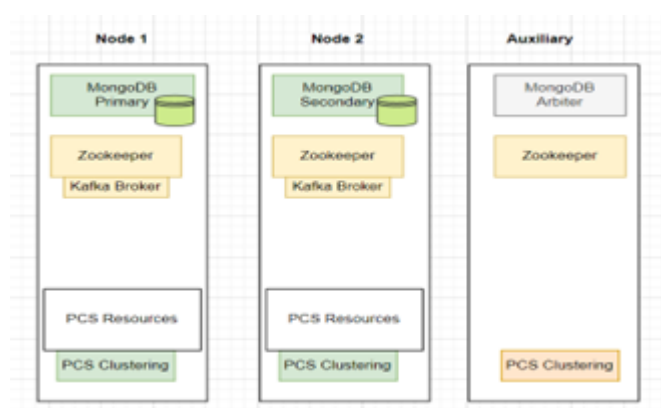 Node 1
Node 2
Auxiliary
MongoDB
Primary
MongoDB
Secondary
MongoDB
Arbiter
Zookeeper
Zookeeper
Zookeeper
Kafka Broker
Kafka Broker
PCS Resources
PCS Resources
PCS Clustering
PCS Clustering
PCS Clustering